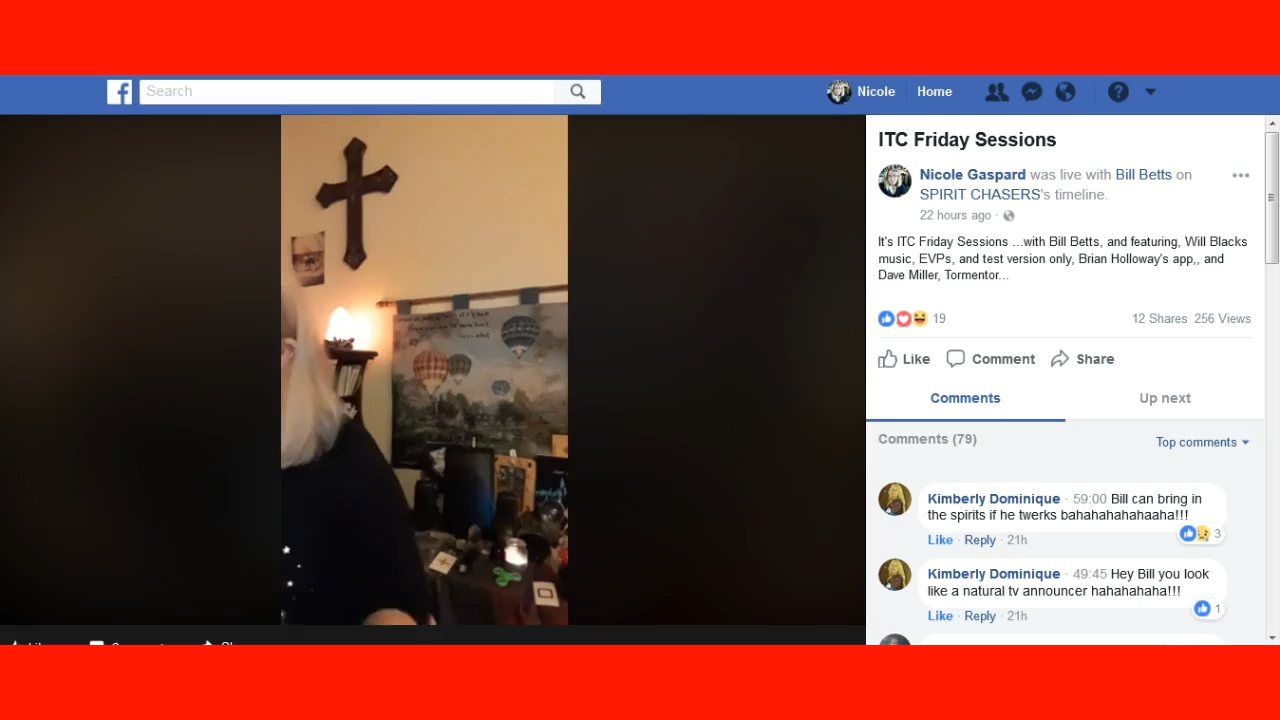 Search
Nicole
Home
ITC Friday Sessions
Nicole Gaspard was live with Bill Betts on
SPIRIT CHASERS's timeline.
22 hours ago ·
It's ITC Friday Sessions ...with Bill Betts, and featuring, Will Blacks
music, EVPs, and test version only, Brian Holloway's app,, and
Dave Miller, Tormentor...
19
12 Shares 256 Views
Like Comment Share
Comments Up next
Comments (79)
Top comments
Kimberly Dominique · 59:00 Bill can bring in
the spirits if he twerks bahahahahahaaha!!!
3
Like · Reply · 21h
Kimberly Dominique · 49:45 Hey Bill you look
like a natural tv announcer hahahahaha!!!
1
Like · Reply · 21h